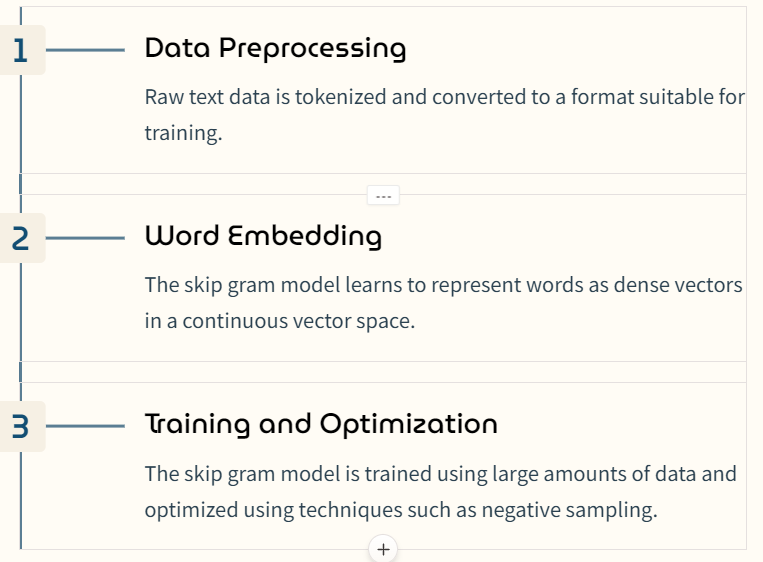 1
Data Preprocessing
Raw text data is tokenized and converted to a format suitable for
training.
2
Word Embedding
The skip gram model learns to represent words as dense vectors
in a continuous vector space.
3
Training and Optimization
The skip gram model is trained using large amounts of data and
optimized using techniques such as negative sampling.